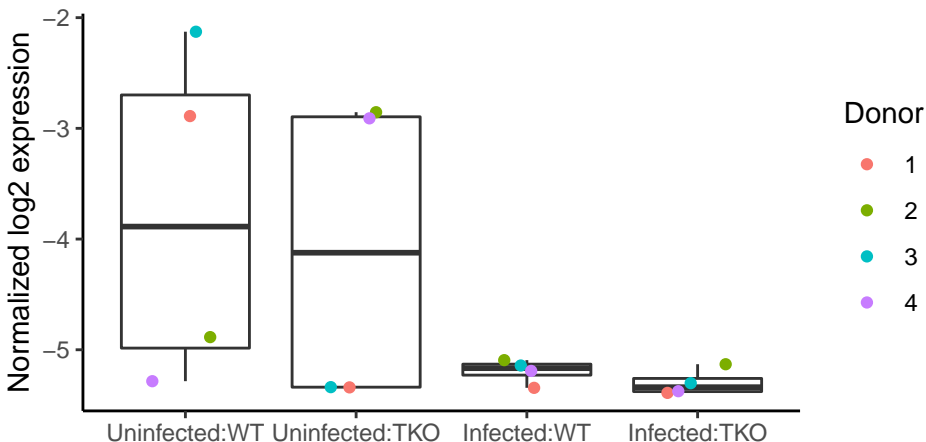 Normalized log2 expression
−2
−3
−4
−5
Uninfected:WT
Uninfected:TKO
Infected:WT
Infected:TKO
Donor
1
2
3
4